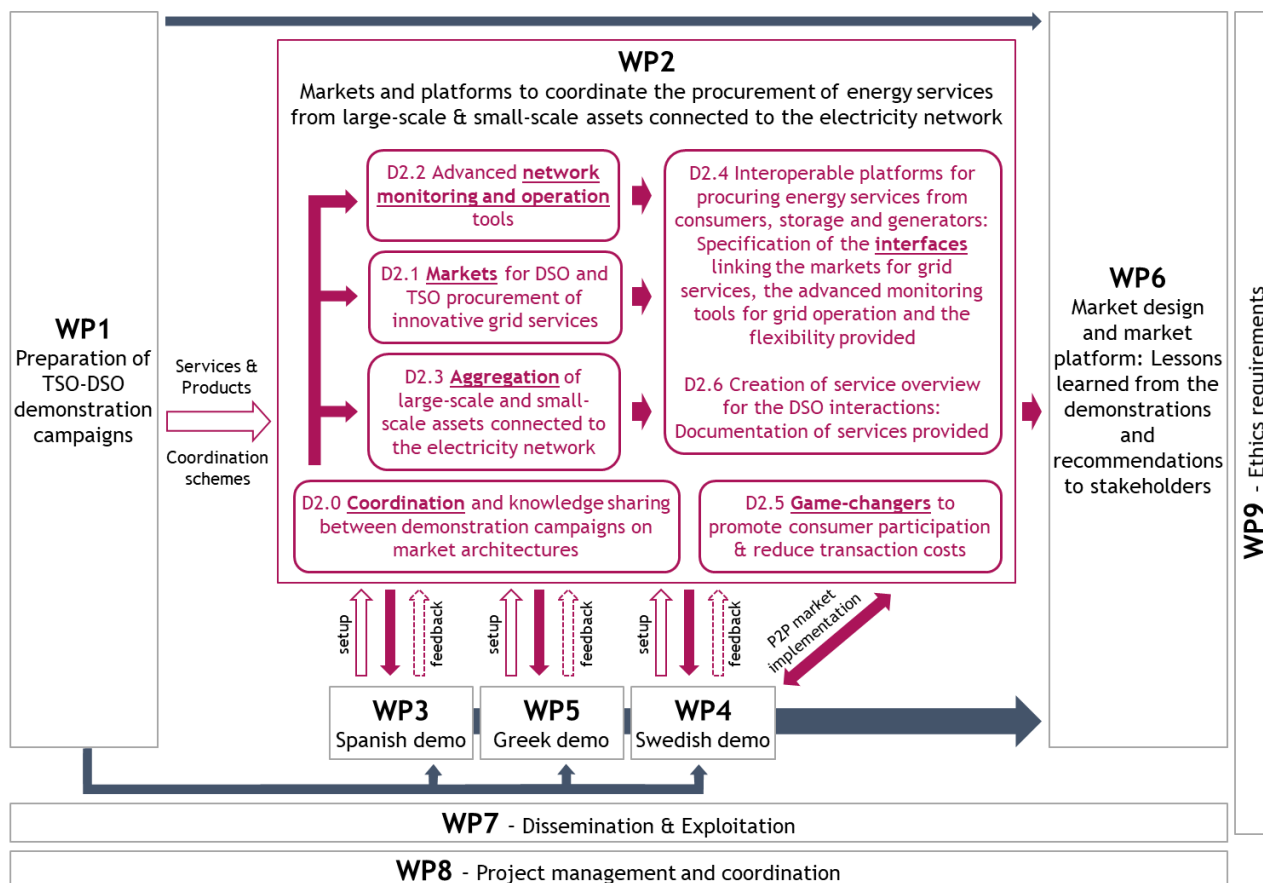 WP1
Preparation of
TSO-DSO
demonstration
campaigns
Services &
Products
Coordination
schemes
WP2
Markets and platforms to coordinate the procurement of energy services
from large-scale & small-scale assets connected to the electricity network
D2.2 Advanced network
monitoring and operation
tools
D2.1 Markets for DSO and
TSO procurement of
innovative grid services
D2.3 Aggregation of
large-scale and small-
scale assets connected to
the electricity network
D2.4 Interoperable platforms for
procuring energy services from
consumers, storage and generators:
Specification of the interfaces
linking the markets for grid
services, the advanced monitoring
tools for grid operation and the
flexibility provided
D2.6 Creation of service overview
for the DSO interactions:
Documentation of services provided
D2.0 Coordination and knowledge sharing
between demonstration campaigns on
market architectures
D2.5 Game-changers to
promote consumer participation
& reduce transaction costs
setup
feedback
setup
feedback
setup
feedback
P2P market
implementation
WP3
Spanish demo
WP5
Greek demo
WP4
Swedish demo
WP6
Market design
and market
platform: Lessons
learned from the
demonstrations
and
recommendations
to stakeholders
WP9 - Ethics requirements
WP7 - Dissemination & Exploitation
WP8 - Project management and coordination